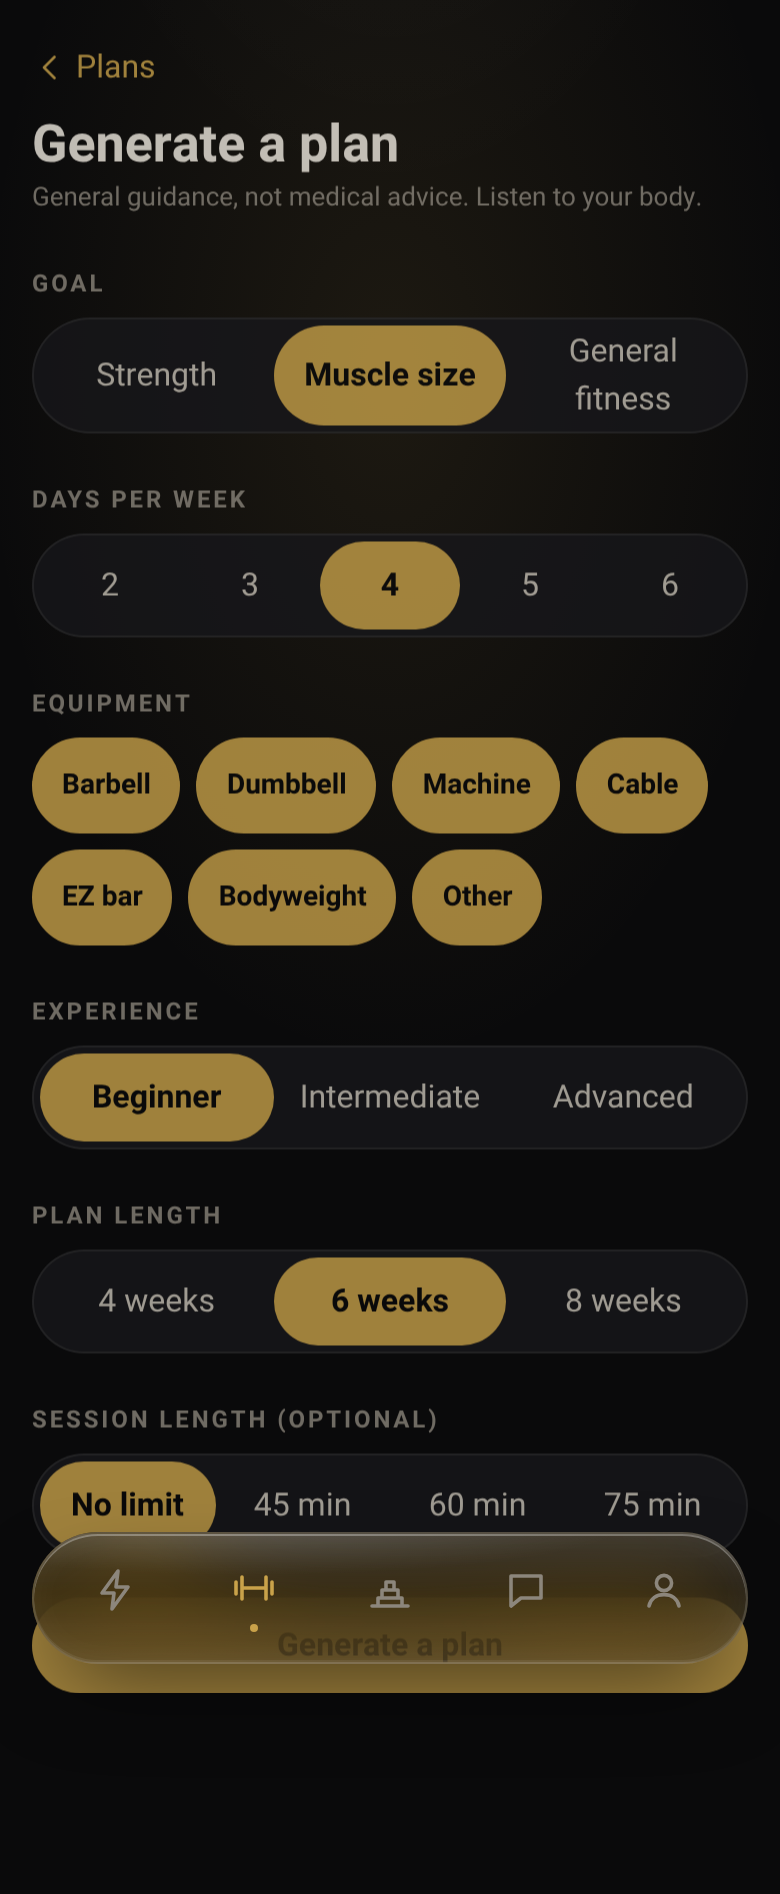 Plans
Generate a plan
General guidance, not medical advice. Listen to your body.
GOAL
Strength
Muscle size
General
fitness
DAYS PER WEEK
2 3 4 5 6
EQUIPMENT
Barbell Dumbbell Machine Cable
EZ bar Bodyweight Other
EXPERIENCE
Beginner Intermediate Advanced
PLAN LENGTH
4 weeks 6 weeks 8 weeks
SESSION LENGTH (OPTIONAL)
No limit 45 min 60 min 75 min
Generate a plan